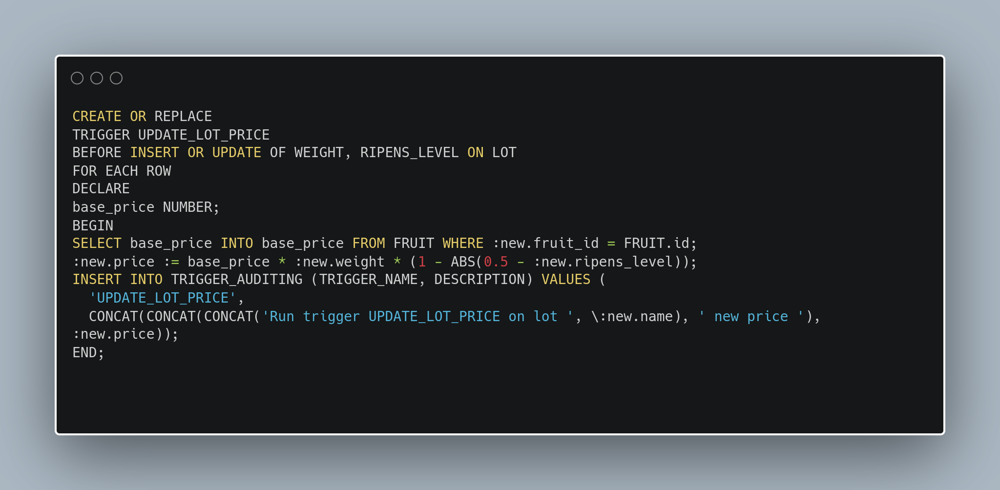 CREATE OR REPLACE
TRIGGER UPDATE_LOT_PRICE
BEFORE INSERT OR UPDATE OF WEIGHT, RIPENS_LEVEL ON LOT
FOR EACH ROW
DECLARE
base_price NUMBER;
BEGIN
SELECT base_price INTO base_price FROM FRUIT WHERE :new.fruit_id = FRUIT.id;
:new.price := base_price * :new.weight * (1 - ABS(0.5 - :new.ripens_level));
INSERT INTO TRIGGER_AUDITING (TRIGGER_NAME, DESCRIPTION) VALUES (
  'UPDATE_LOT_PRICE',
  CONCAT(CONCAT(CONCAT('Run trigger UPDATE_LOT_PRICE on lot ', \:new.name), ' new price '),
:new.price));
END;